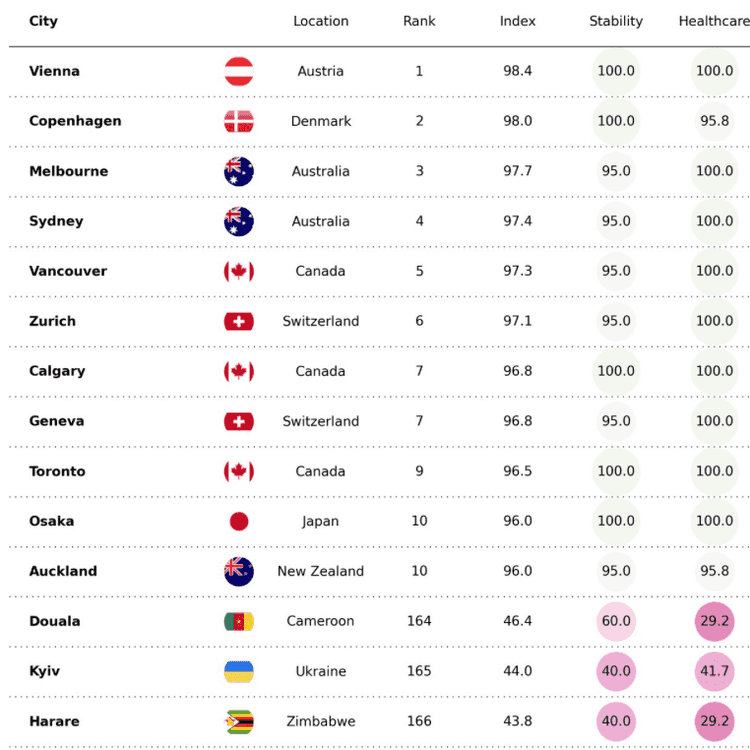 City Location Rank Index Stability Healthcare
Vienna Austria 1 98.4 100.0 100.0
Copenhagen Denmark 2 98.0 100.0 95.8
Melbourne Australia 3 97.7 95.0 100.0
Sydney Australia 4 97.4 95.0 100.0
Vancouver Canada 5 97.3 95.0 100.0
Zurich Switzerland 6 97.1 95.0 100.0
Calgary Canada 7 96.8 100.0 100.0
Geneva Switzerland 7 96.8 95.0 100.0
Toronto Canada 9 96.5 100.0 100.0
Osaka Japan 10 96.0 100.0 100.0
Auckland New Zealand 10 96.0 95.0 95.8
Douala Cameroon 164 46.4 60.0 29.2
Kyiv Ukraine 165 44.0 40.0 41.7
Harare Zimbabwe 166 43.8 40.0 29.2